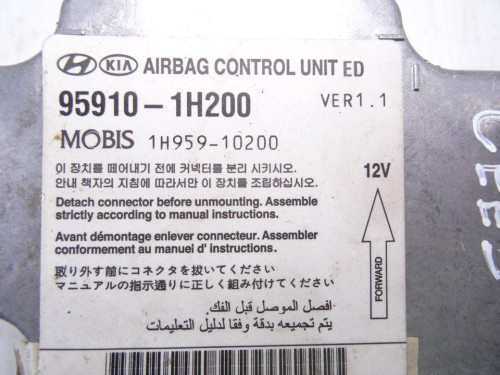 KIA AIRBAG CONTROL UNIT ED
95910-1H200 VER1.1
MOBIS 1H959-10200
이 장치를 떼어내기 전에 커넥터를 분리 시키시오.
안내 책자의 지침에 따라서만 이 장치를 조립하십시오.
12V
Detach connector before unmounting. Assemble
strictly according to manual instructions.
Avant démontage enlever connecteur. Assembler
conformement au manuel d' instructions.
取り外す前にコネクタを抜いてください
マニュアルの指示通りに正しく組み付けてください
افصل الموصل قبل الفك.
يتم تجميعه بدقة وفقا لدليل التعليمات
FORWARD